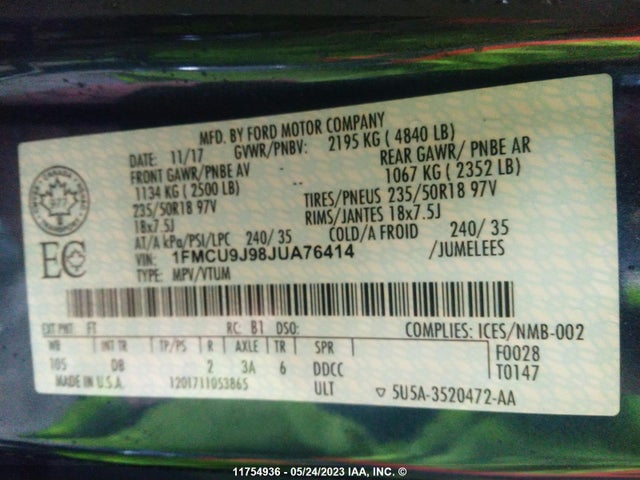 MFD. BY FORD MOTOR COMPANY
DATE: 11/17 GVWR/PNBV: 2195 KG ( 4840 LB)
FRONT GAWR/PNBE AV REAR GAWR/ PNBE AR
1134 KG ( 2500 LB) 1067 KG ( 2352 LB)
235/50R18 97V TIRES/PNEUS 235/50R18 97V
18x7.5J RIMS/JANTES 18x7.5J
AT/A kPa/PSI/LPC 240/ 35 COLD/A FROID 240/ 35
VIN: 1FMCU9J98JUA76414 /JUMELEES
TYPE: MPV/VTUM
CANADA
EC
EXT PNT: FT RC: B1 DSO: COMPLIES: ICES/NMB-002
WB INT TR TP/PS R AXLE TR SPR F0028
105 DB 2 3A 6 DDCC T0147
MADE IN U.S.A. 1201711053865 ULT ▽ 5U5A-3520472-AA
11754936 - 05/24/2023 IAA, INC. ©